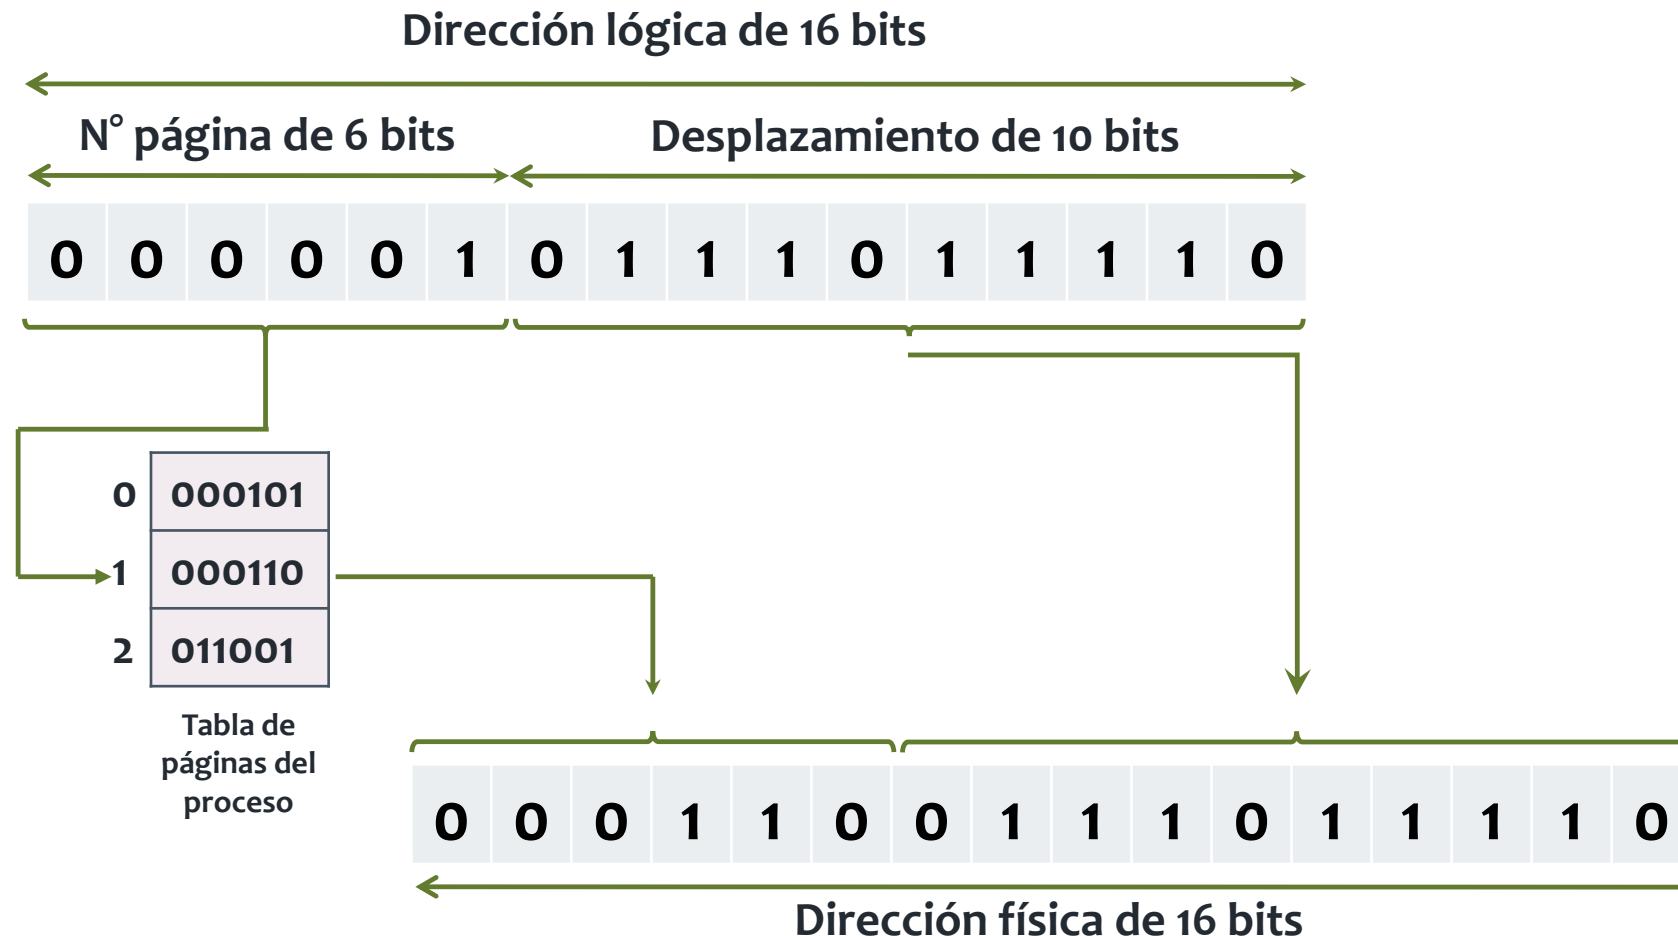 Dirección lógica de 16 bits
N° página de 6 bits Desplazamiento de 10 bits
0 0 0 0 0 1 0 1 1 1 0 1 1 1 1 0
0 000101
1 000110
2 011001
Tabla de
páginas del
proceso
0 0 0 1 1 0 0 1 1 1 0 1 1 1 1 0
Dirección física de 16 bits